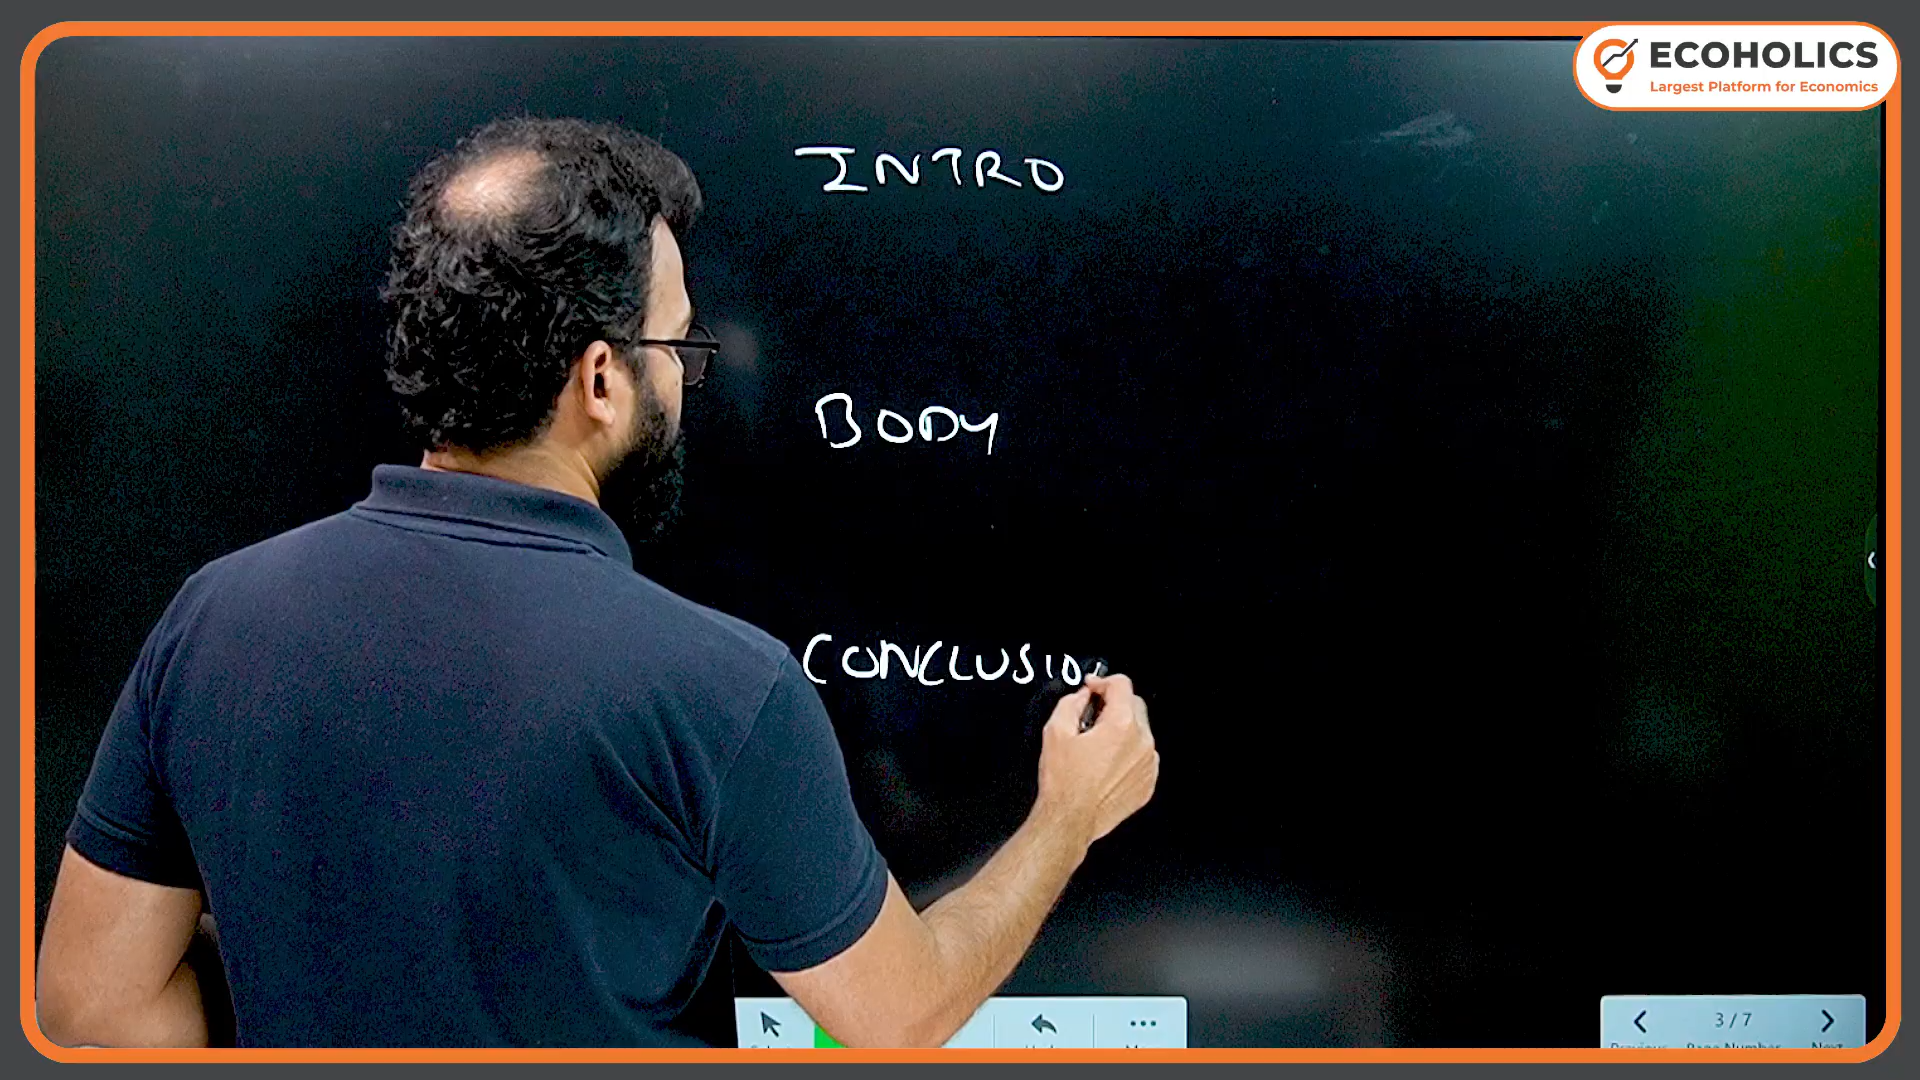 ECOHOLICS
Largest Platform for Economics
INTRO
BODY
CONCLUSIO
3 / 7